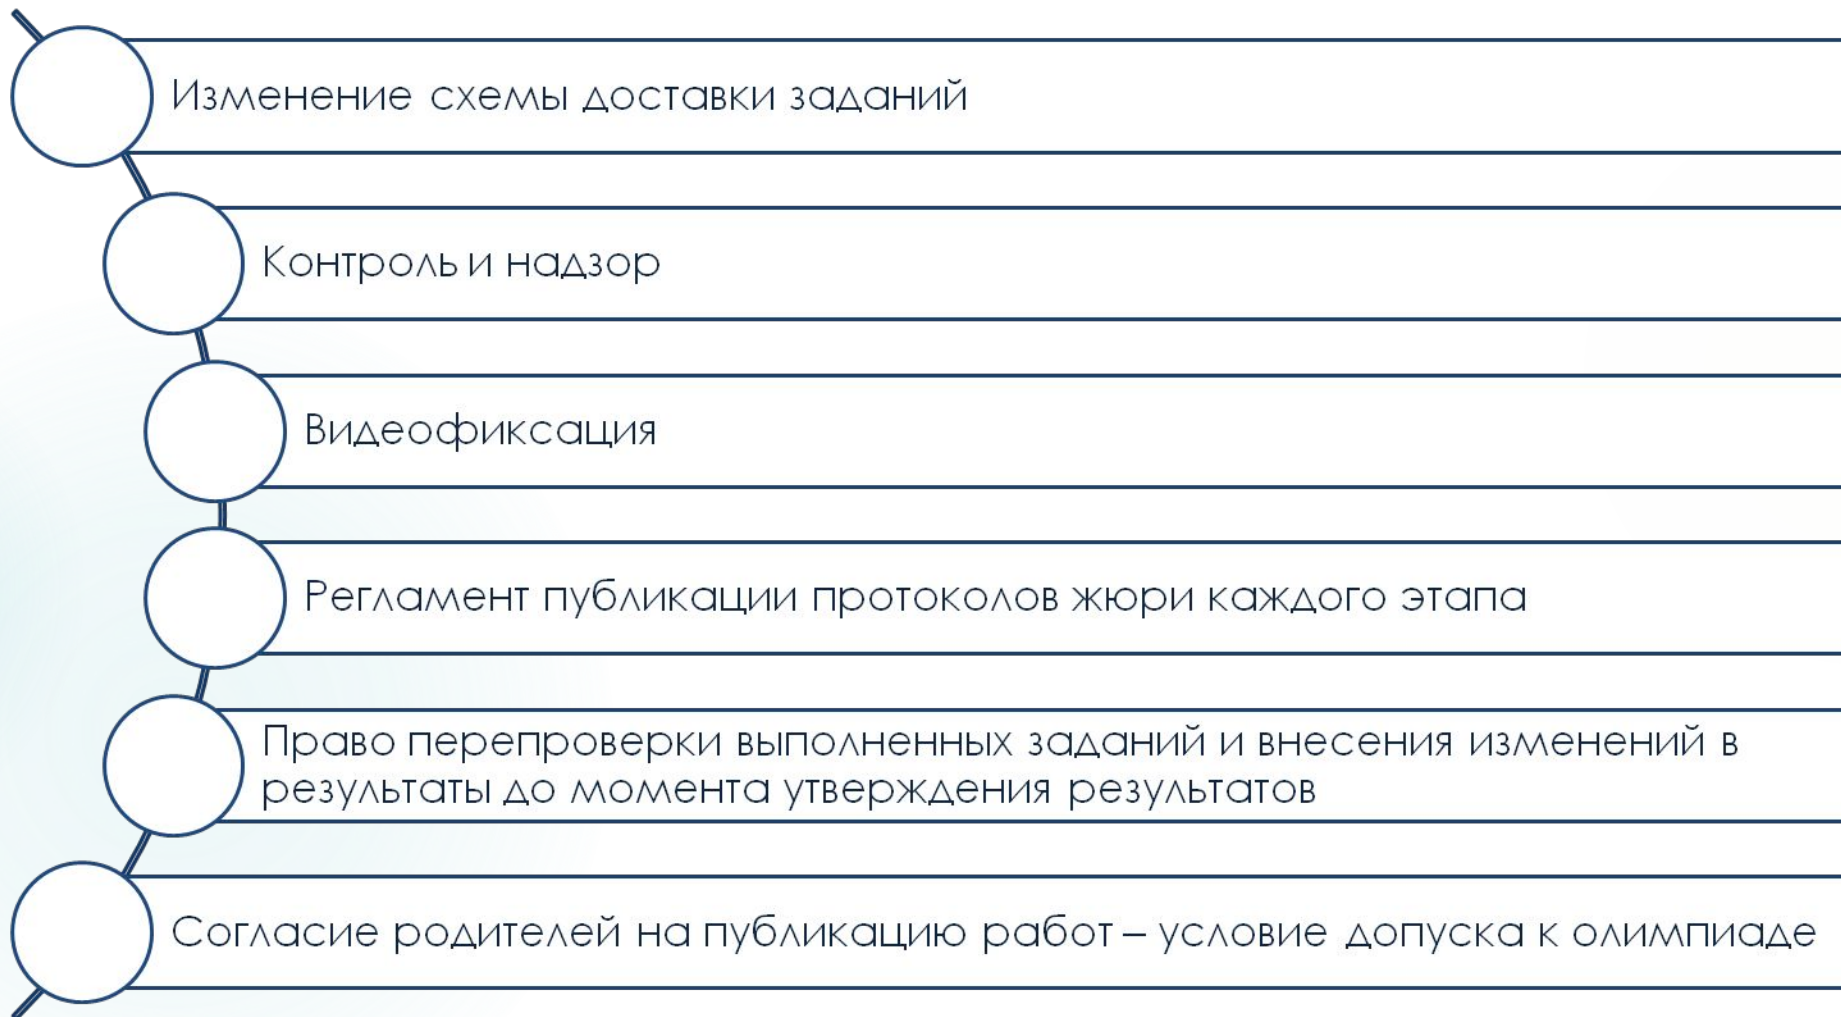 Изменение схемы доставки заданий
Контроль и надзор
Видеофиксация
Регламент публикации протоколов жюри каждого этапа
Право перепроверки выполненных заданий и внесения изменений в
результаты до момента утверждения результатов
Согласие родителей на публикацию работ – условие допуска к олимпиаде